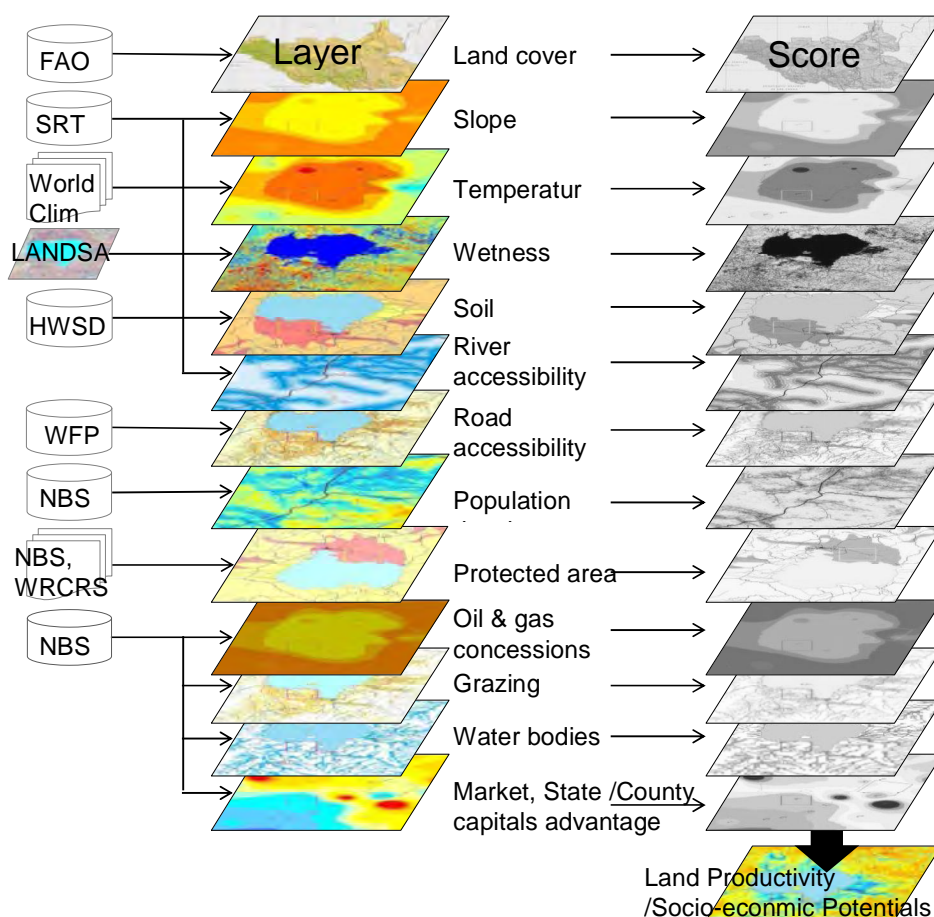 FAO
Layer
Land cover
Score
SRT
Slope
World
Clim
Temperatur
LANDSA
Wetness
HWSD
Soil
River
accessibility
WFP
Road
accessibility
NBS
Population
NBS,
WRCRS
Protected area
NBS
Oil & gas
concessions
Grazing
Water bodies
Market, State /County
capitals advantage
Land Productivity
/Socio-econmic Potentials